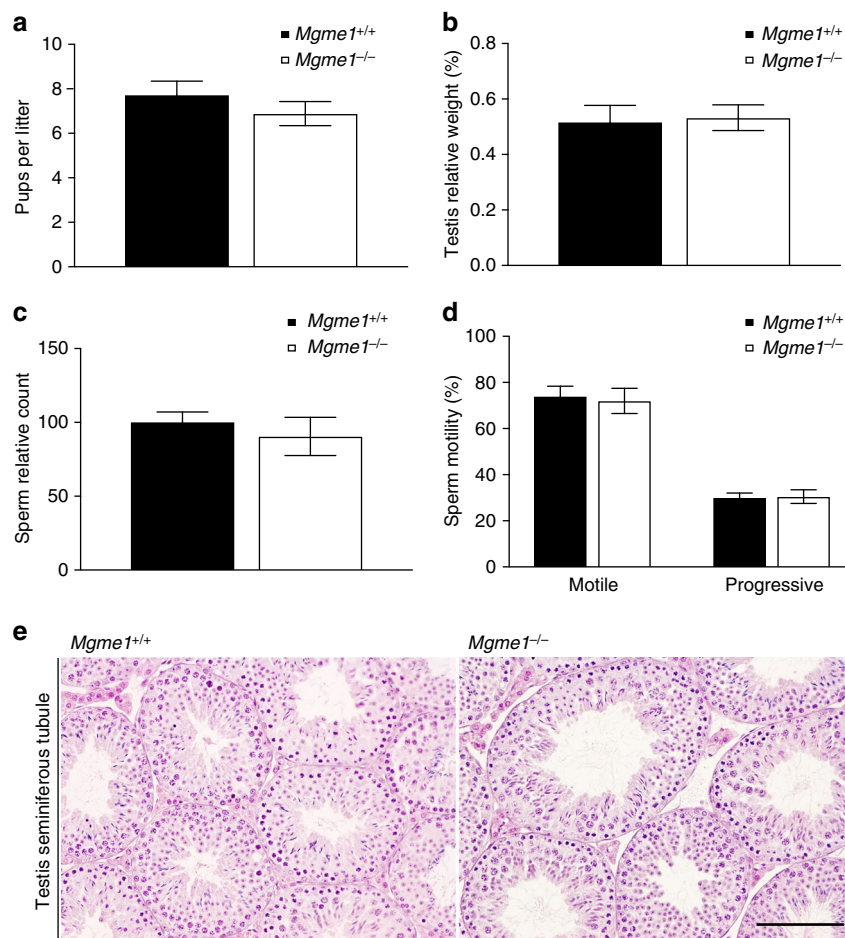 a
Mgme1+/+
Mgme1−/−
Pups per litter
10
8
6
4
2
0
b
Mgme1+/+
Mgme1−/−
Testis relative weight (%)
0.8
0.6
0.4
0.2
0.0
c
Mgme1+/+
Mgme1−/−
Sperm relative count
150
100
50
0
d
Mgme1+/+
Mgme1−/−
Sperm motility (%)
100
80
60
40
20
0
Motile
Progressive
e
Mgme1+/+
Mgme1−/−
Testis seminiferous tubule